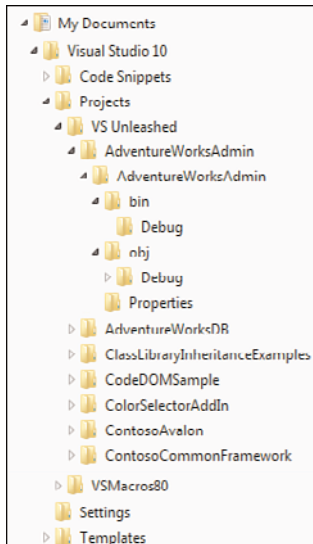 My Documents
Visual Studio 10
Code Snippets
Projects
VS Unleashed
AdventureWorksAdmin
AdventureWorksAdmin
bin
Debug
obj
Debug
Properties
AdventureWorksDB
ClassLibraryInheritanceExamples
CodeDOMSample
ColorSelectorAddIn
ContosoAvalon
ContosoCommonFramework
VSMacros80
Settings
Templates